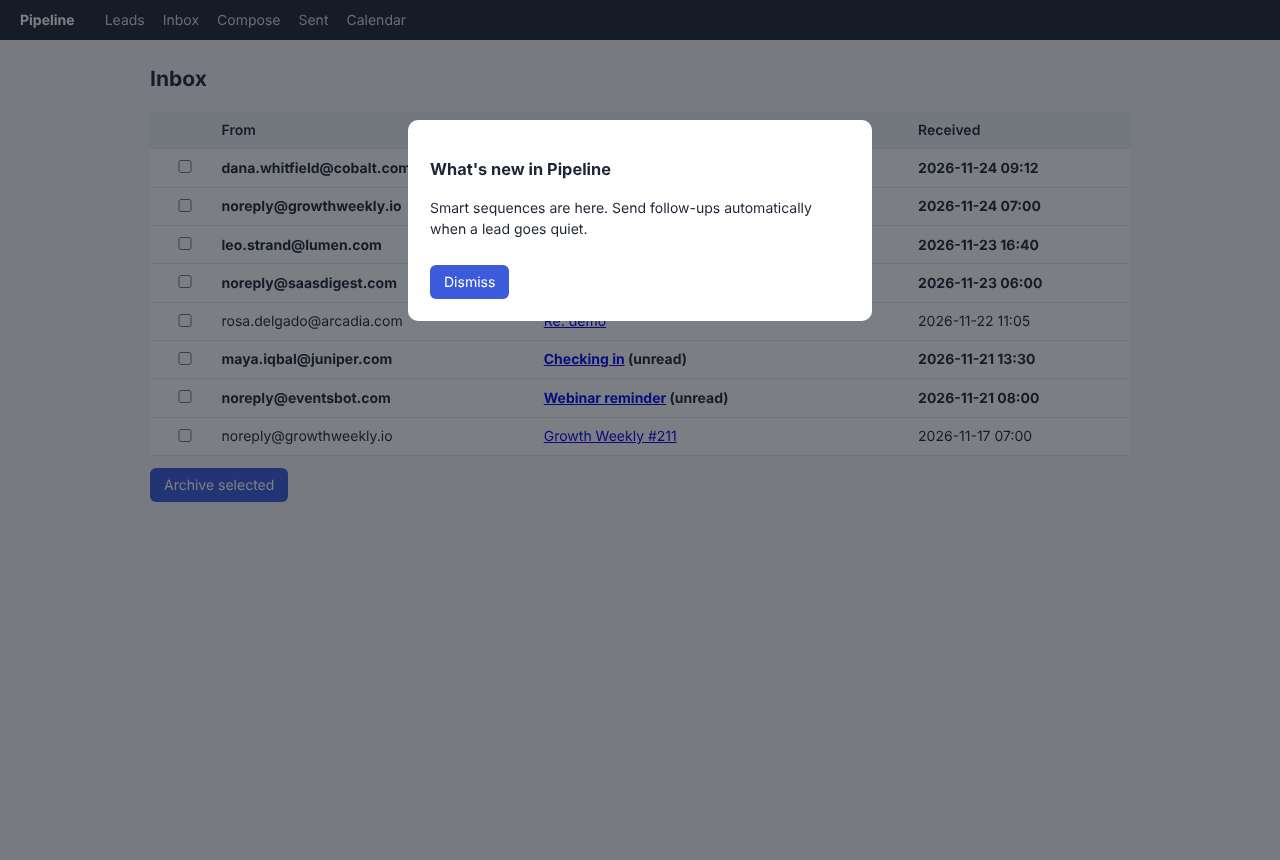 Pipeline Leads Inbox Compose Sent Calendar
Inbox
From Received
What's new in Pipeline
Smart sequences are here. Send follow-ups automatically
when a lead goes quiet.
Dismiss
dana.whitfield@cobalt.com 2026-11-24 09:12
noreply@growthweekly.io 2026-11-24 07:00
leo.strand@lumen.com 2026-11-23 16:40
noreply@saasdigest.com 2026-11-23 06:00
rosa.delgado@arcadia.com Re: demo 2026-11-22 11:05
maya.iqbal@juniper.com Checking in (unread) 2026-11-21 13:30
noreply@eventsbot.com Webinar reminder (unread) 2026-11-21 08:00
noreply@growthweekly.io Growth Weekly #211 2026-11-17 07:00
Archive selected